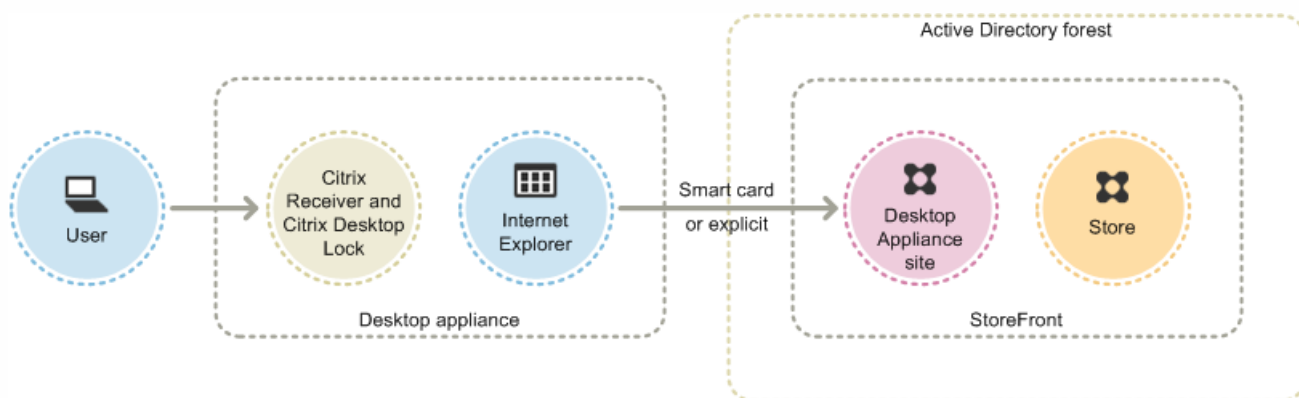 Active Directory forest
User
Citrix
Receiver and
Citrix Desktop
Lock
Internet
Explorer
Desktop appliance
Smart card
or explicit
Desktop
Appliance
site
Store
StoreFront